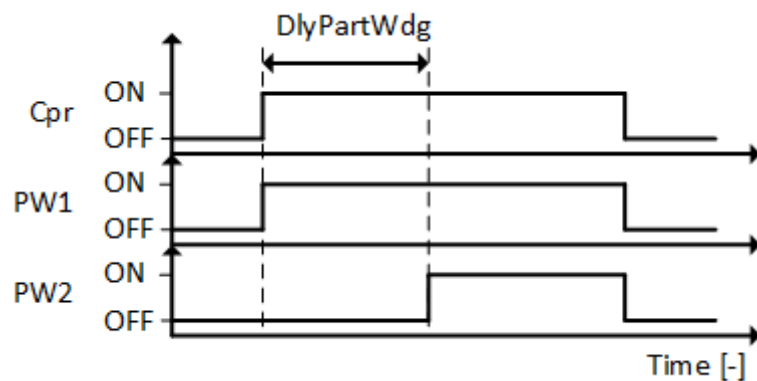 DlyPartWdg
Cpr
ON
OFF
PW1
ON
OFF
PW2
ON
OFF
Time [-]